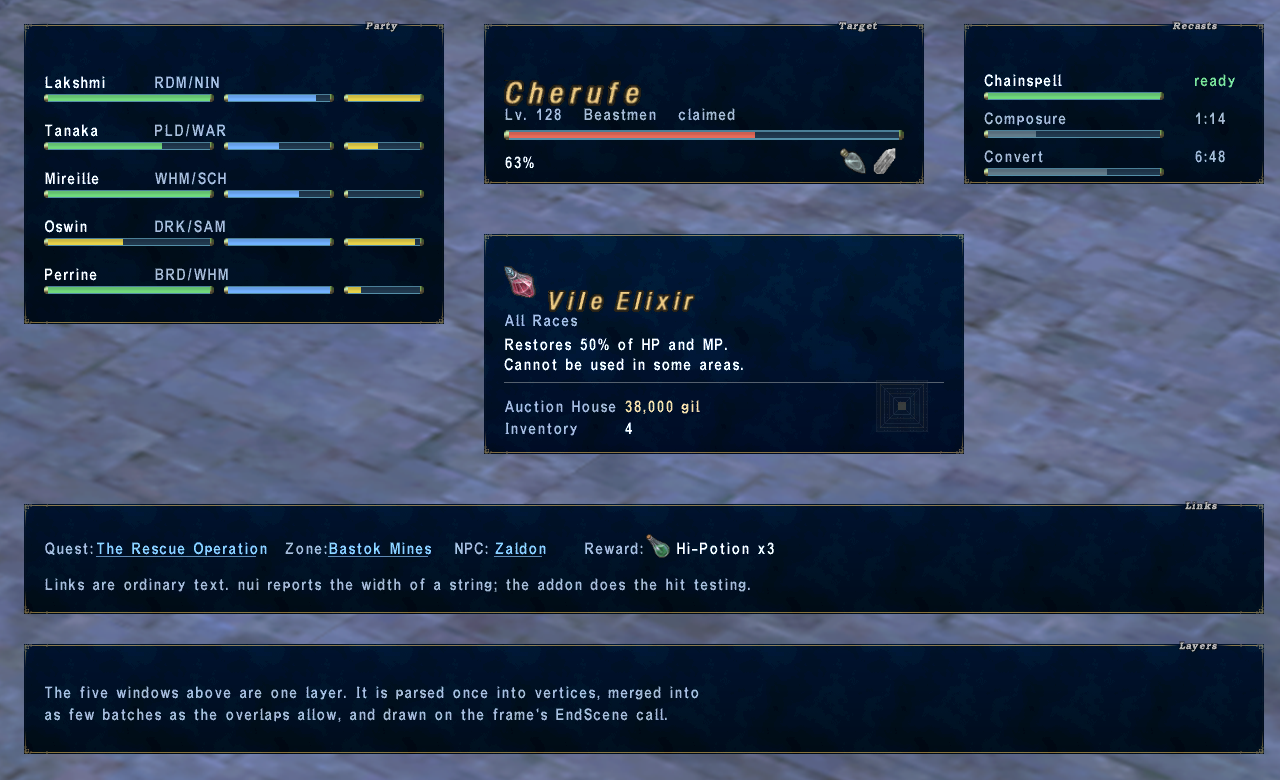 Party
Lakshmi RDM/NIN
Tanaka PLD/WAR
Mireille WHM/SCH
Oswin DRK/SAM
Perrine BRD/WHM
Target
Cherufe
Lv. 128 Beastmen claimed
63%
Recasts
Chainspell ready
Composure 1:14
Convert 6:48
Vile Elixir
All Races
Restores 50% of HP and MP.
Cannot be used in some areas.
Auction House 38,000 gil
Inventory 4
Links
Quest: The Rescue Operation Zone: Bastok Mines NPC: Zaldon Reward: Hi-Potion x3
Links are ordinary text. nui reports the width of a string; the addon does the hit testing.
Layers
The five windows above are one layer. It is parsed once into vertices, merged into
as few batches as the overlaps allow, and drawn on the frame's EndScene call.